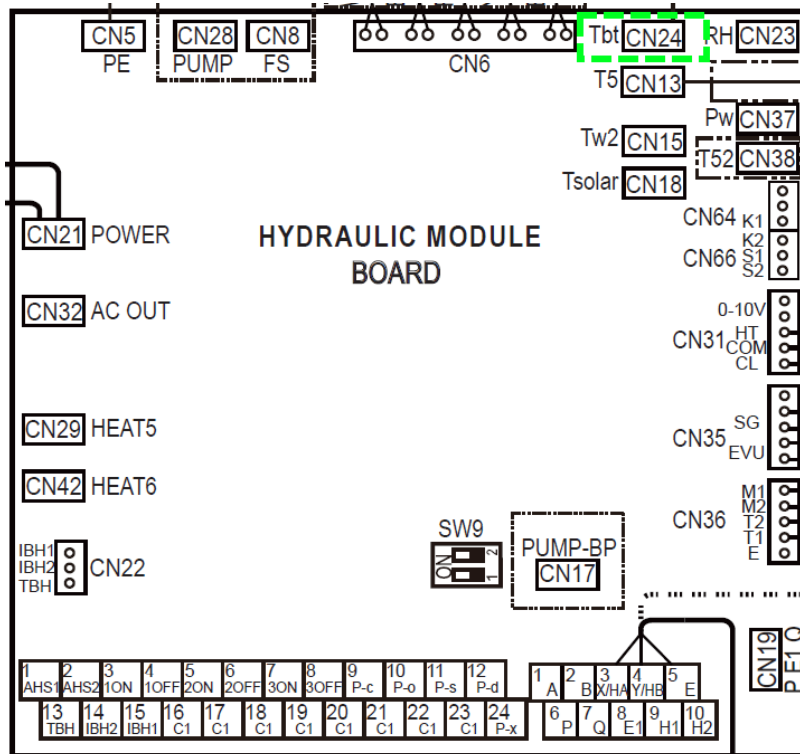 CN5 CN28 CN8 Tbt CN24 RH CN23
PE PUMP FS CN6
T5 CN13
Pw CN37
Tw2 CN15
T52 CN38
Tsolar CN18
CN64 K1
K2
CN66 S1
S2
CN21 POWER
HYDRAULIC MODULE
BOARD
CN32 AC OUT
0-10V
HT
CN31 COM
CL
CN29 HEAT5
SG
CN35
EVU
CN42 HEAT6
M1
M2
CN36 T2
T1
E
SW9
ON 1 2
PUMP-BP
CN17
IBH1
IBH2 CN22
TBH
CN19
P E1 Q
1 2 3 4 5 6 7 8 9 10 11 12
AHS1 AHS2 1ON 1OFF 2ON 2OFF 3ON 3OFF P-c P-o P-s P-d
13 14 15 16 17 18 19 20 21 22 23 24
TBH IBH2 IBH1 C1 C1 C1 C1 C1 C1 C1 C1 P-x
1 2 3 4 5
A B X/HA Y/HB E
6 7 8 9 10
P Q E1 H1 H2